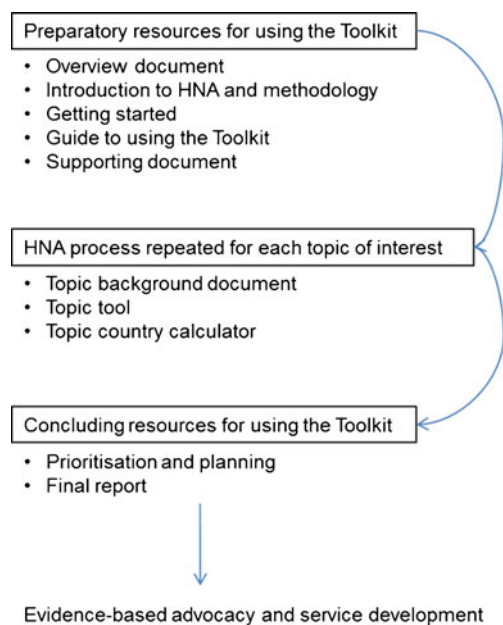 Preparatory resources for using the Toolkit
• Overview document
• Introduction to HNA and methodology
• Getting started
• Guide to using the Toolkit
• Supporting document
HNA process repeated for each topic of interest
• Topic background document
• Topic tool
• Topic country calculator
Concluding resources for using the Toolkit
• Prioritisation and planning
• Final report
Evidence-based advocacy and service development